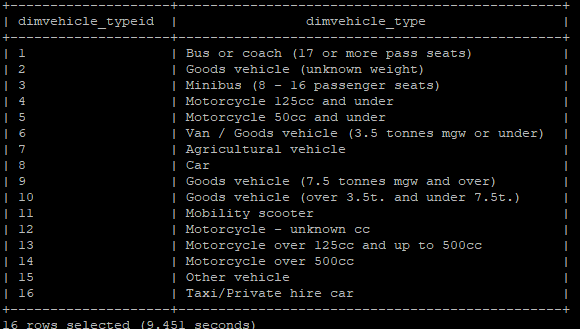 +--------------------+------------------------------------------------+
| dimvehicle_typeid | dimvehicle_type |
+--------------------+------------------------------------------------+
| 1 | Bus or coach (17 or more pass seats) |
| 2 | Goods vehicle (unknown weight) |
| 3 | Minibus (8 - 16 passenger seats) |
| 4 | Motorcycle 125cc and under |
| 5 | Motorcycle 50cc and under |
| 6 | Van / Goods vehicle (3.5 tonnes mgw or under) |
| 7 | Agricultural vehicle |
| 8 | Car |
| 9 | Goods vehicle (7.5 tonnes mgw and over) |
| 10 | Goods vehicle (over 3.5t. and under 7.5t.) |
| 11 | Mobility scooter |
| 12 | Motorcycle - unknown cc |
| 13 | Motorcycle over 125cc and up to 500cc |
| 14 | Motorcycle over 500cc |
| 15 | Other vehicle |
| 16 | Taxi/Private hire car |
+--------------------+------------------------------------------------+
16 rows selected (9.451 seconds)